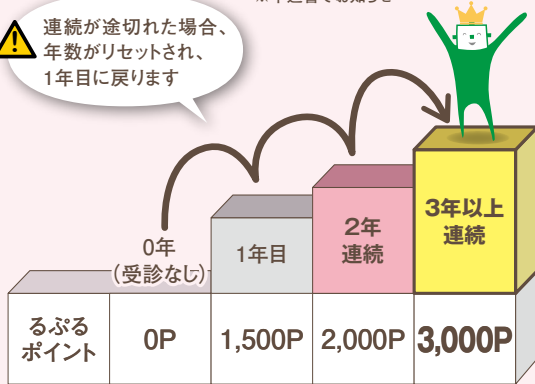 連続が途切れた場合、
年数がリセットされ、
1年目に戻ります
0年
(受診なし)
1年目
2年
連続
3年以上
連続
るぷる
ポイント
0P
1,500P
2,000P
3,000P